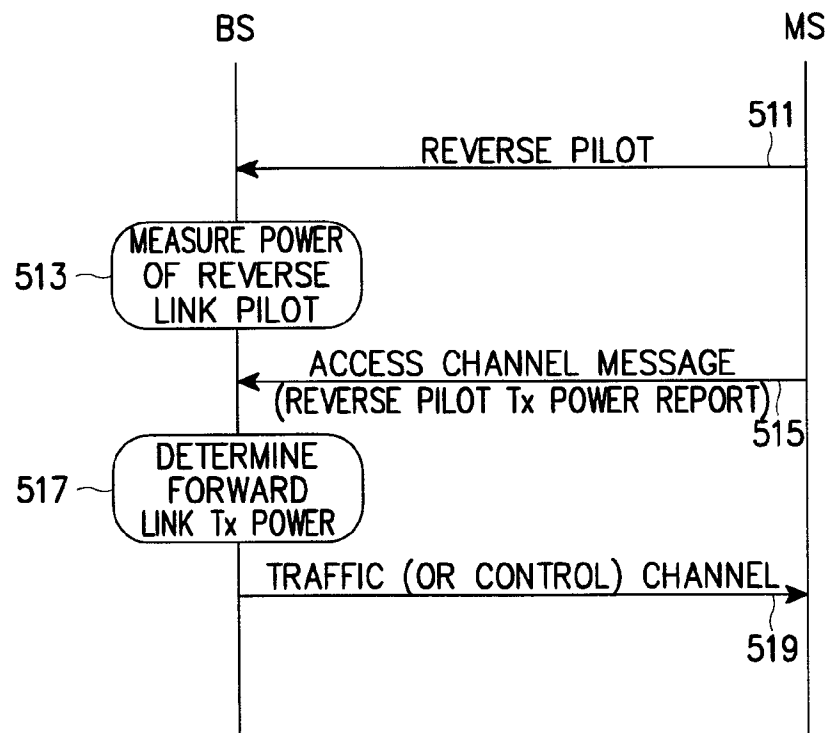 BS
MS
511
REVERSE PILOT
MEASURE POWER
OF REVERSE
LINK PILOT
513
ACCESS CHANNEL MESSAGE
(REVERSE PILOT Tx POWER REPORT)
515
DETERMINE
FORWARD
LINK Tx POWER
517
TRAFFIC (OR CONTROL) CHANNEL
519